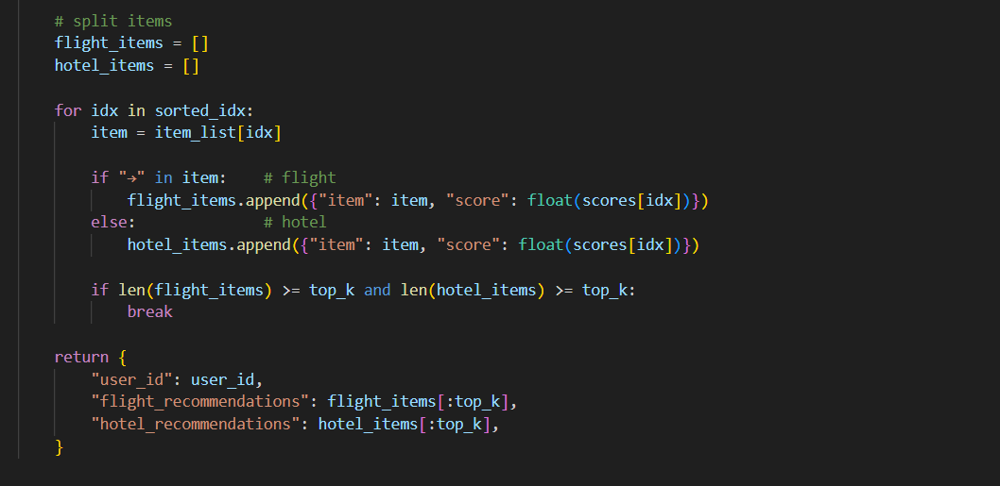 # split items
flight_items = []
hotel_items = []
for idx in sorted_idx:
item = item_list[idx]
if "→" in item:    # flight
flight_items.append({"item": item, "score": float(scores[idx])})
else:              # hotel
hotel_items.append({"item": item, "score": float(scores[idx])})
if len(flight_items) >= top_k and len(hotel_items) >= top_k:
break
return {
"user_id": user_id,
"flight_recommendations": flight_items[:top_k],
"hotel_recommendations": hotel_items[:top_k],
}